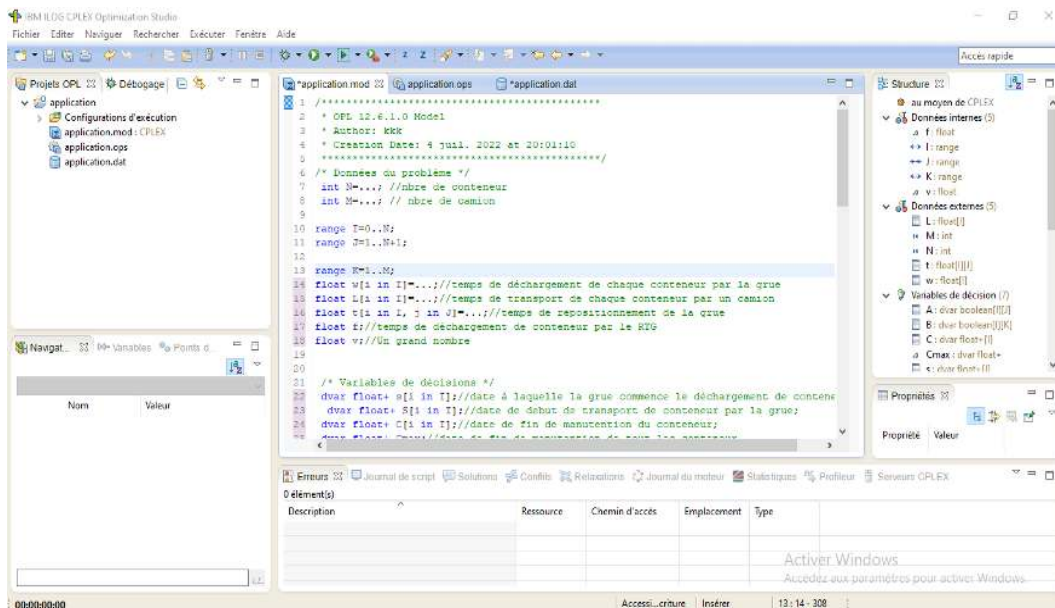 IBM ILOG CPLEX Optimization Studio
Fichier Editer Naviguer Rechercher Exécuter Fenêtre Aide
Accès rapide
Projets OPL
Débogage
application
Configurations d'exécution
application.mod : CPLEX
application.ops
application.dat
*application.mod
application.ops
*application.dat
1 /*********************************************
2 * OPL 12.6.1.0 Model
3 * Author: kkk
4 * Creation Date: 4 juil. 2022 at 20:01:10
5 *********************************************/
6 /* Données du problème */
7 int N=...; //nbre de conteneur
8 int M=...; // nbre de camion
9
10 range I=0..N;
11 range J=1..N+1;
12
13 range K=1..M;
14 float w[i in I]=...;//temps de déchargement de chaque conteneur par la grue
15 float L[i in I]=...;//temps de transport de chaque conteneur par un camion
16 float t[i in I, j in J]=...;//temps de repositionnement de la grue
17 float f;//temps de déchargement de conteneur par le RTG
18 float v;//Un grand nombre
19
20
21 /* Variables de décisions */
22 dvar float+ s[i in I];//date à laquelle la grue commence le déchargement de contene
23 dvar float+ S[i in I];//date de debut de transport de conteneur par la grue;
24 dvar float+ C[i in I];//date de fin de manutention du conteneur;
Structure
au moyen de CPLEX
Données internes (5)
f : float
I : range
J : range
K : range
v : float
Données externes (5)
L : float[I]
M : int
N : int
t : float[I][J]
w : float[I]
Variables de décision (7)
A : dvar boolean[I][J]
B : dvar boolean[I][K]
C : dvar float+[I]
Cmax : dvar float+
s : dvar float+[I]
Navigat...
Variables
Points d...
Nom Valeur
Propriétés
Propriété Valeur
Erreurs
Journal de script
Solutions
Conflits
Relaxations
Journal du moteur
Statistiques
Profileur
Serveurs CPLEX
0 élément(s)
Description Ressource Chemin d'accès Emplacement Type
Activer Windows
Accédez aux paramètres pour activer Windows.
00:00:00:00
Accessi...criture
Insérer
13 : 14 - 308